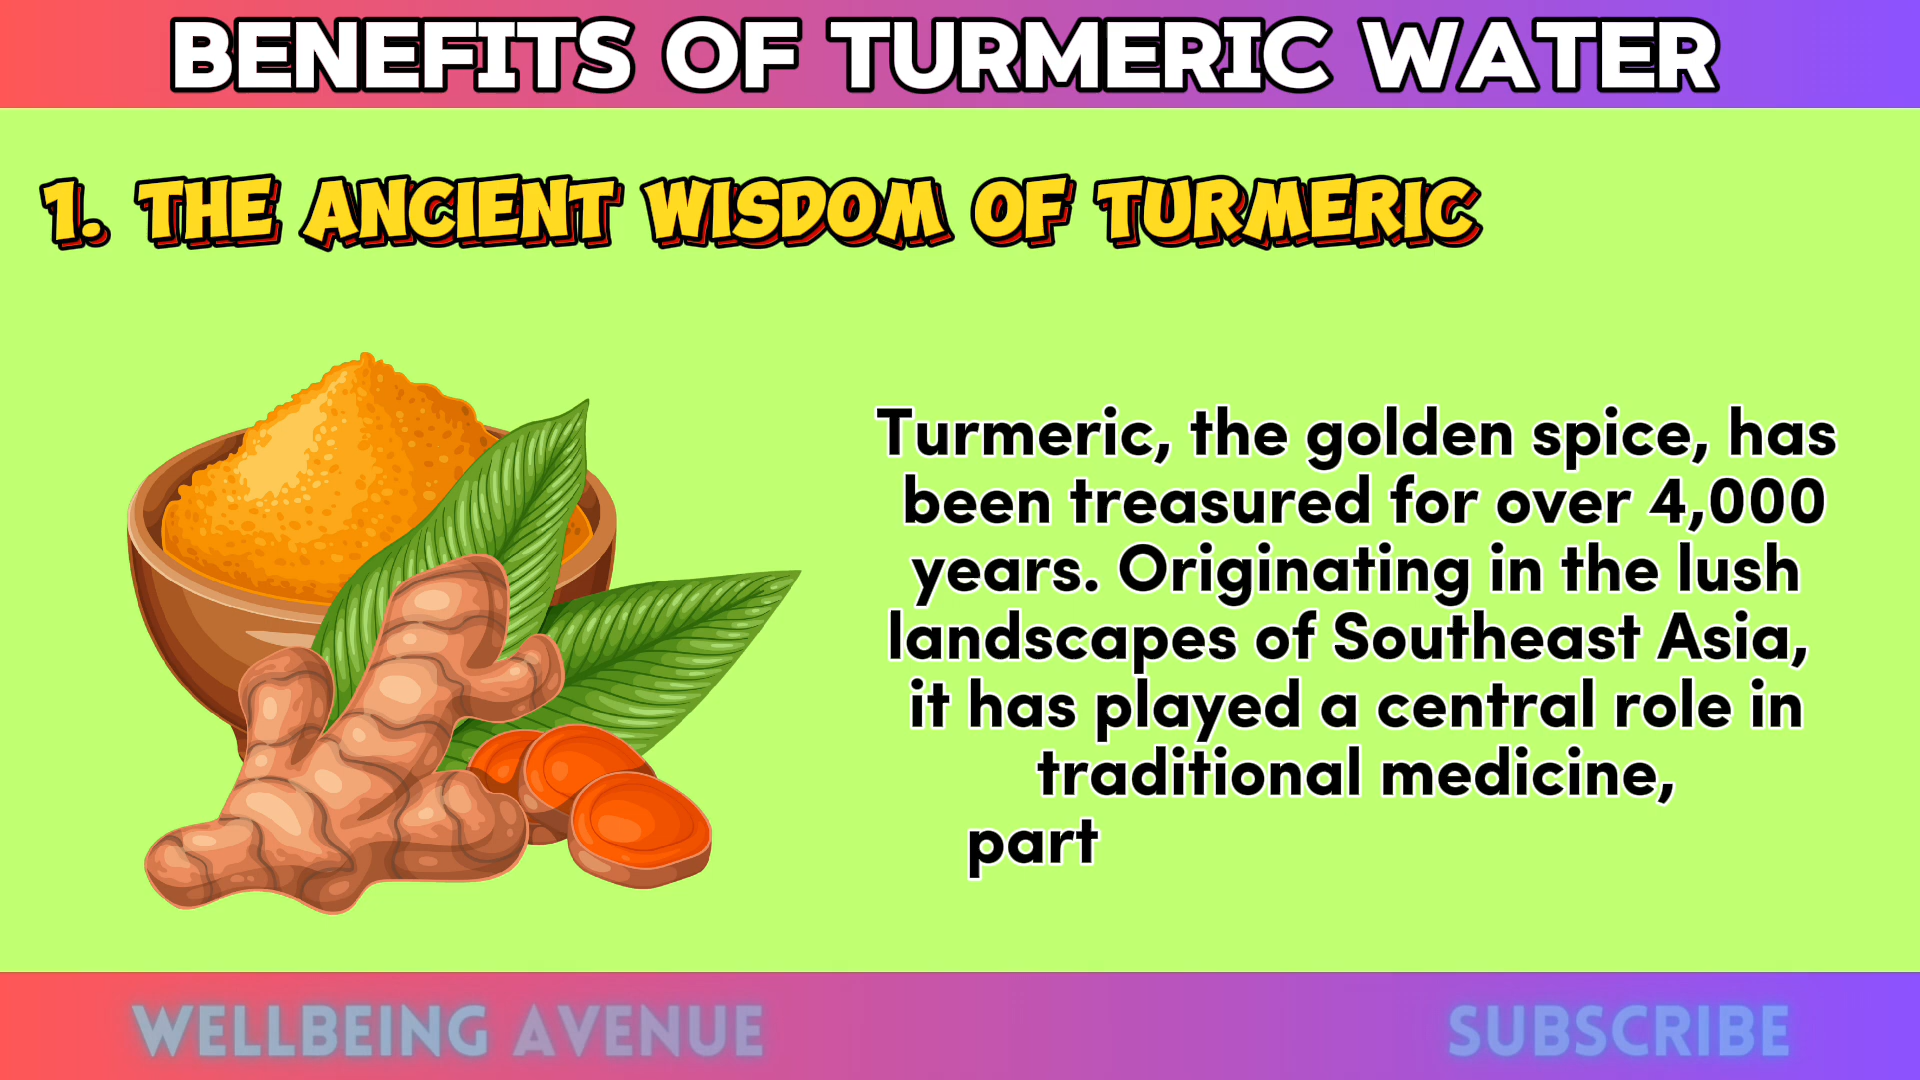 BENEFITS OF TURMERIC WATER
1. THE ANCIENT WISDOM OF TURMERIC
Turmeric, the golden spice, has
been treasured for over 4,000
years. Originating in the lush
landscapes of Southeast Asia,
it has played a central role in
traditional medicine,
part
WELLBEING AVENUE
SUBSCRIBE